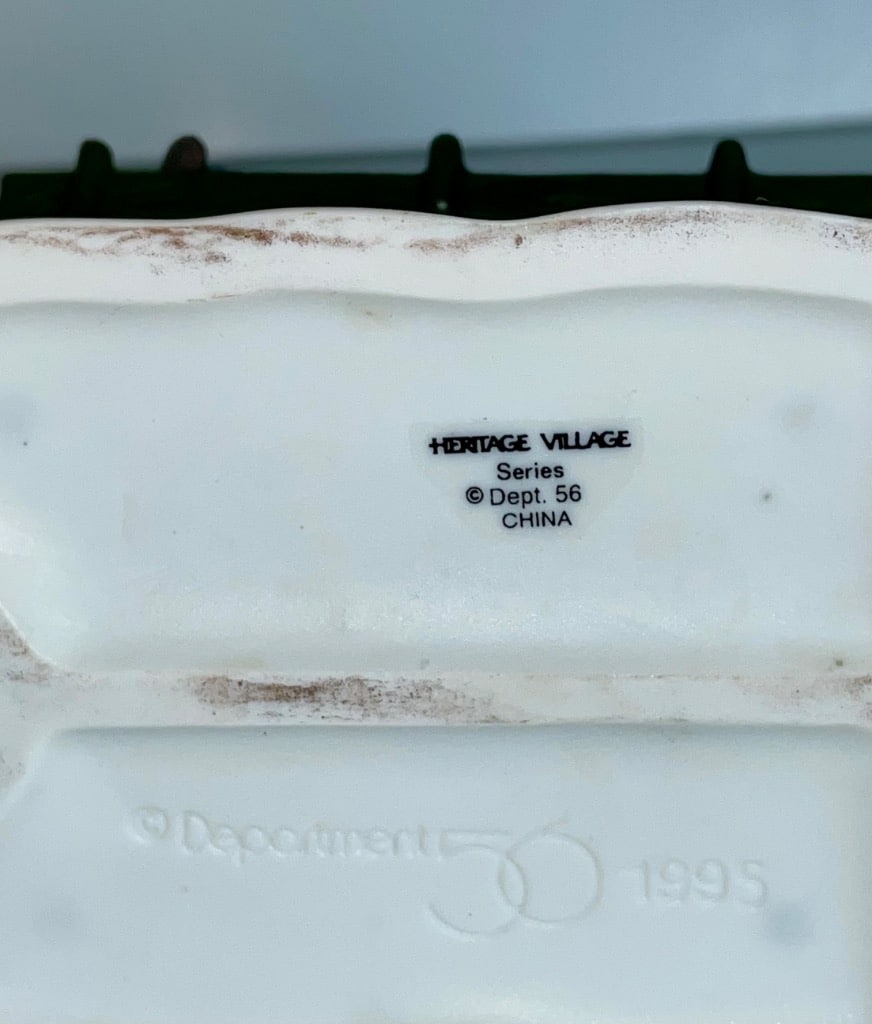 HERITAGE VILLAGE
Series
© Dept. 56
CHINA
© Department 56 1995